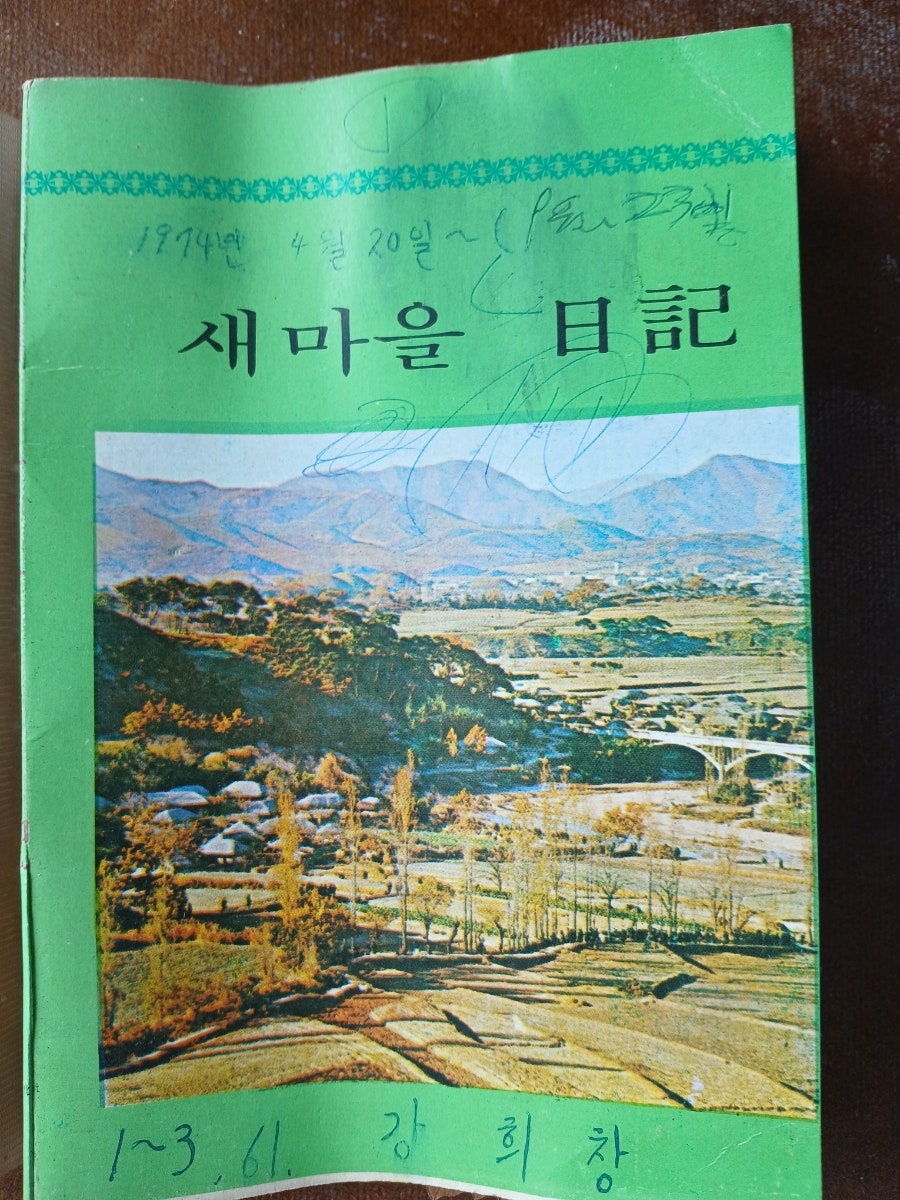 1974년 4월 20일 ~
새마을 日記
1~3, 61. 강 희 창